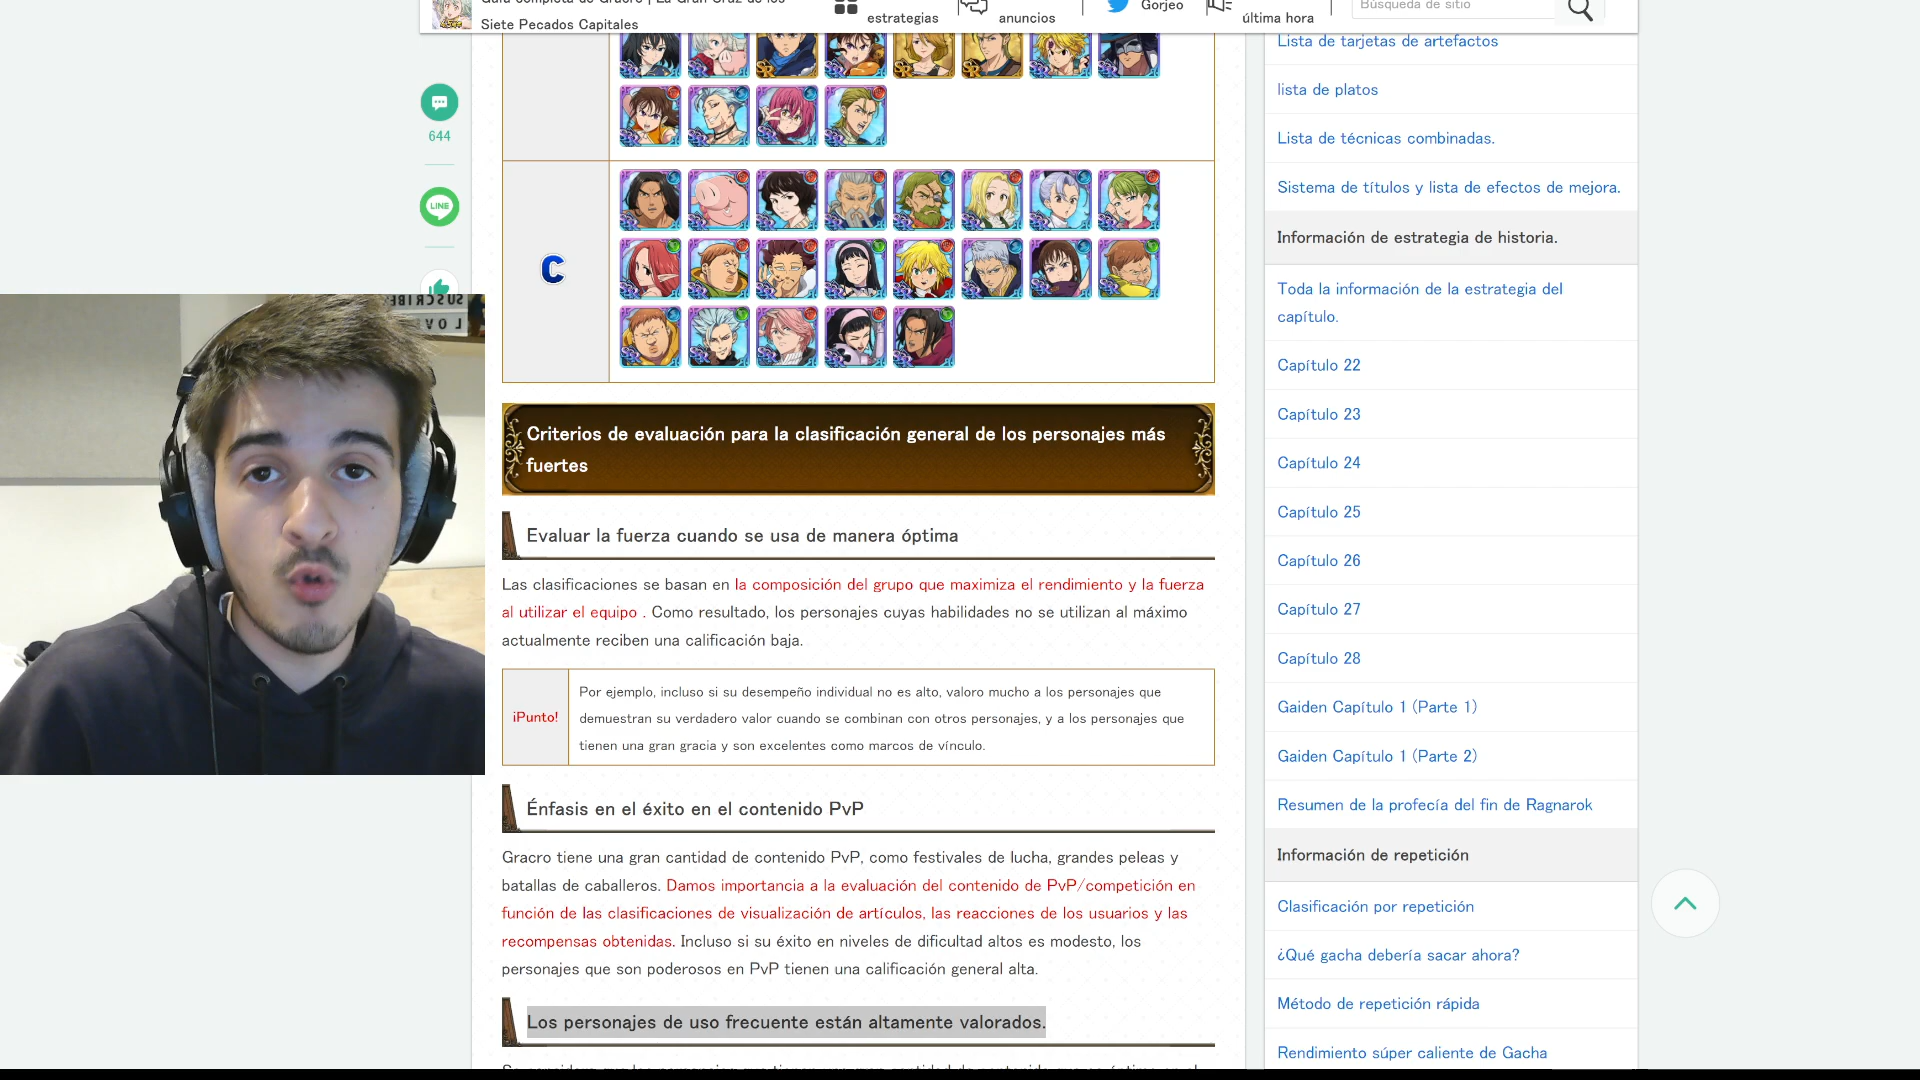 Guía completa de Gracro | La Gran Cruz de los
Siete Pecados Capitales
estrategias
anuncios
Gorjeo
última hora
Búsqueda de sitio
644
LINE
SUBSCRIBE
LOV
C
Criterios de evaluación para la clasificación general de los personajes más
fuertes
Evaluar la fuerza cuando se usa de manera óptima
Las clasificaciones se basan en la composición del grupo que maximiza el rendimiento y la fuerza
al utilizar el equipo . Como resultado, los personajes cuyas habilidades no se utilizan al máximo
actualmente reciben una calificación baja.
¡Punto!
Por ejemplo, incluso si su desempeño individual no es alto, valoro mucho a los personajes que
demuestran su verdadero valor cuando se combinan con otros personajes, y a los personajes que
tienen una gran gracia y son excelentes como marcos de vínculo.
Énfasis en el éxito en el contenido PvP
Gracro tiene una gran cantidad de contenido PvP, como festivales de lucha, grandes peleas y
batallas de caballeros. Damos importancia a la evaluación del contenido de PvP/competición en
función de las clasificaciones de visualización de artículos, las reacciones de los usuarios y las
recompensas obtenidas. Incluso si su éxito en niveles de dificultad altos es modesto, los
personajes que son poderosos en PvP tienen una calificación general alta.
Los personajes de uso frecuente están altamente valorados.
Lista de tarjetas de artefactos
lista de platos
Lista de técnicas combinadas.
Sistema de títulos y lista de efectos de mejora.
Información de estrategia de historia.
Toda la información de la estrategia del
capítulo.
Capítulo 22
Capítulo 23
Capítulo 24
Capítulo 25
Capítulo 26
Capítulo 27
Capítulo 28
Gaiden Capítulo 1 (Parte 1)
Gaiden Capítulo 1 (Parte 2)
Resumen de la profecía del fin de Ragnarok
Información de repetición
Clasificación por repetición
¿Qué gacha debería sacar ahora?
Método de repetición rápida
Rendimiento súper caliente de Gacha